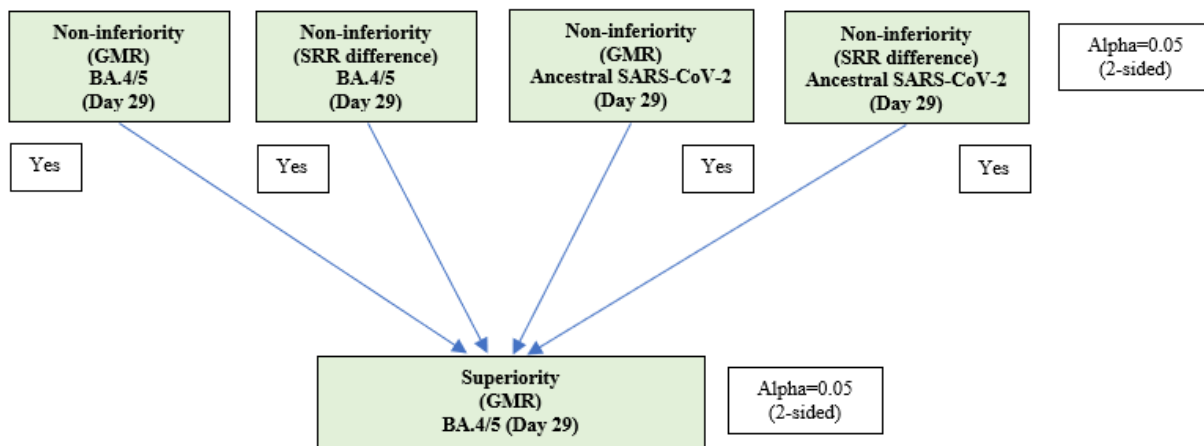 Non-inferiority
(GMR)
BA.4/5
(Day 29)
Non-inferiority
(SRR difference)
BA.4/5
(Day 29)
Non-inferiority
(GMR)
Ancestral SARS-CoV-2
(Day 29)
Non-inferiority
(SRR difference)
Ancestral SARS-CoV-2
(Day 29)
Alpha=0.05
(2-sided)
Yes
Yes
Yes
Yes
Superiority
(GMR)
BA.4/5 (Day 29)
Alpha=0.05
(2-sided)